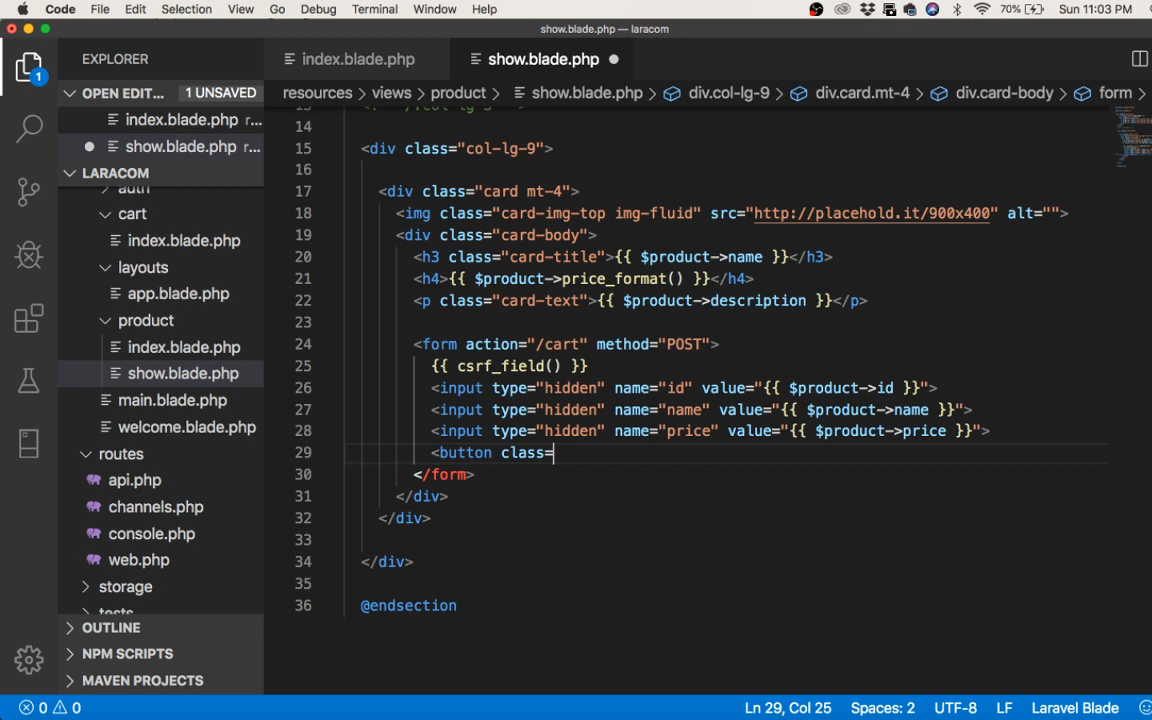 Code File Edit Selection View Go Debug Terminal Window Help 70% Sun 11:03 PM
show.blade.php — laracom
EXPLORER
index.blade.php
show.blade.php
OPEN EDIT... 1 UNSAVED
resources > views > product > show.blade.php > div.col-lg-9 > div.card.mt-4 > div.card-body > form >
index.blade.php r...
show.blade.php r...
LARACOM
auth
cart
index.blade.php
layouts
app.blade.php
product
index.blade.php
show.blade.php
main.blade.php
welcome.blade.php
routes
api.php
channels.php
console.php
web.php
storage
tests
OUTLINE
NPM SCRIPTS
MAVEN PROJECTS
1
14
15 <div class="col-lg-9">
16
17 <div class="card mt-4">
18 <img class="card-img-top img-fluid" src="http://placehold.it/900x400" alt="">
19 <div class="card-body">
20 <h3 class="card-title">{{ $product->name }}</h3>
21 <h4>{{ $product->price_format() }}</h4>
22 <p class="card-text">{{ $product->description }}</p>
23
24 <form action="/cart" method="POST">
25 {{ csrf_field() }}
26 <input type="hidden" name="id" value="{{ $product->id }}">
27 <input type="hidden" name="name" value="{{ $product->name }}">
28 <input type="hidden" name="price" value="{{ $product->price }}">
29 <button class=
30 </form>
31 </div>
32 </div>
33
34 </div>
35
36 @endsection
0 0
Ln 29, Col 25 Spaces: 2 UTF-8 LF Laravel Blade